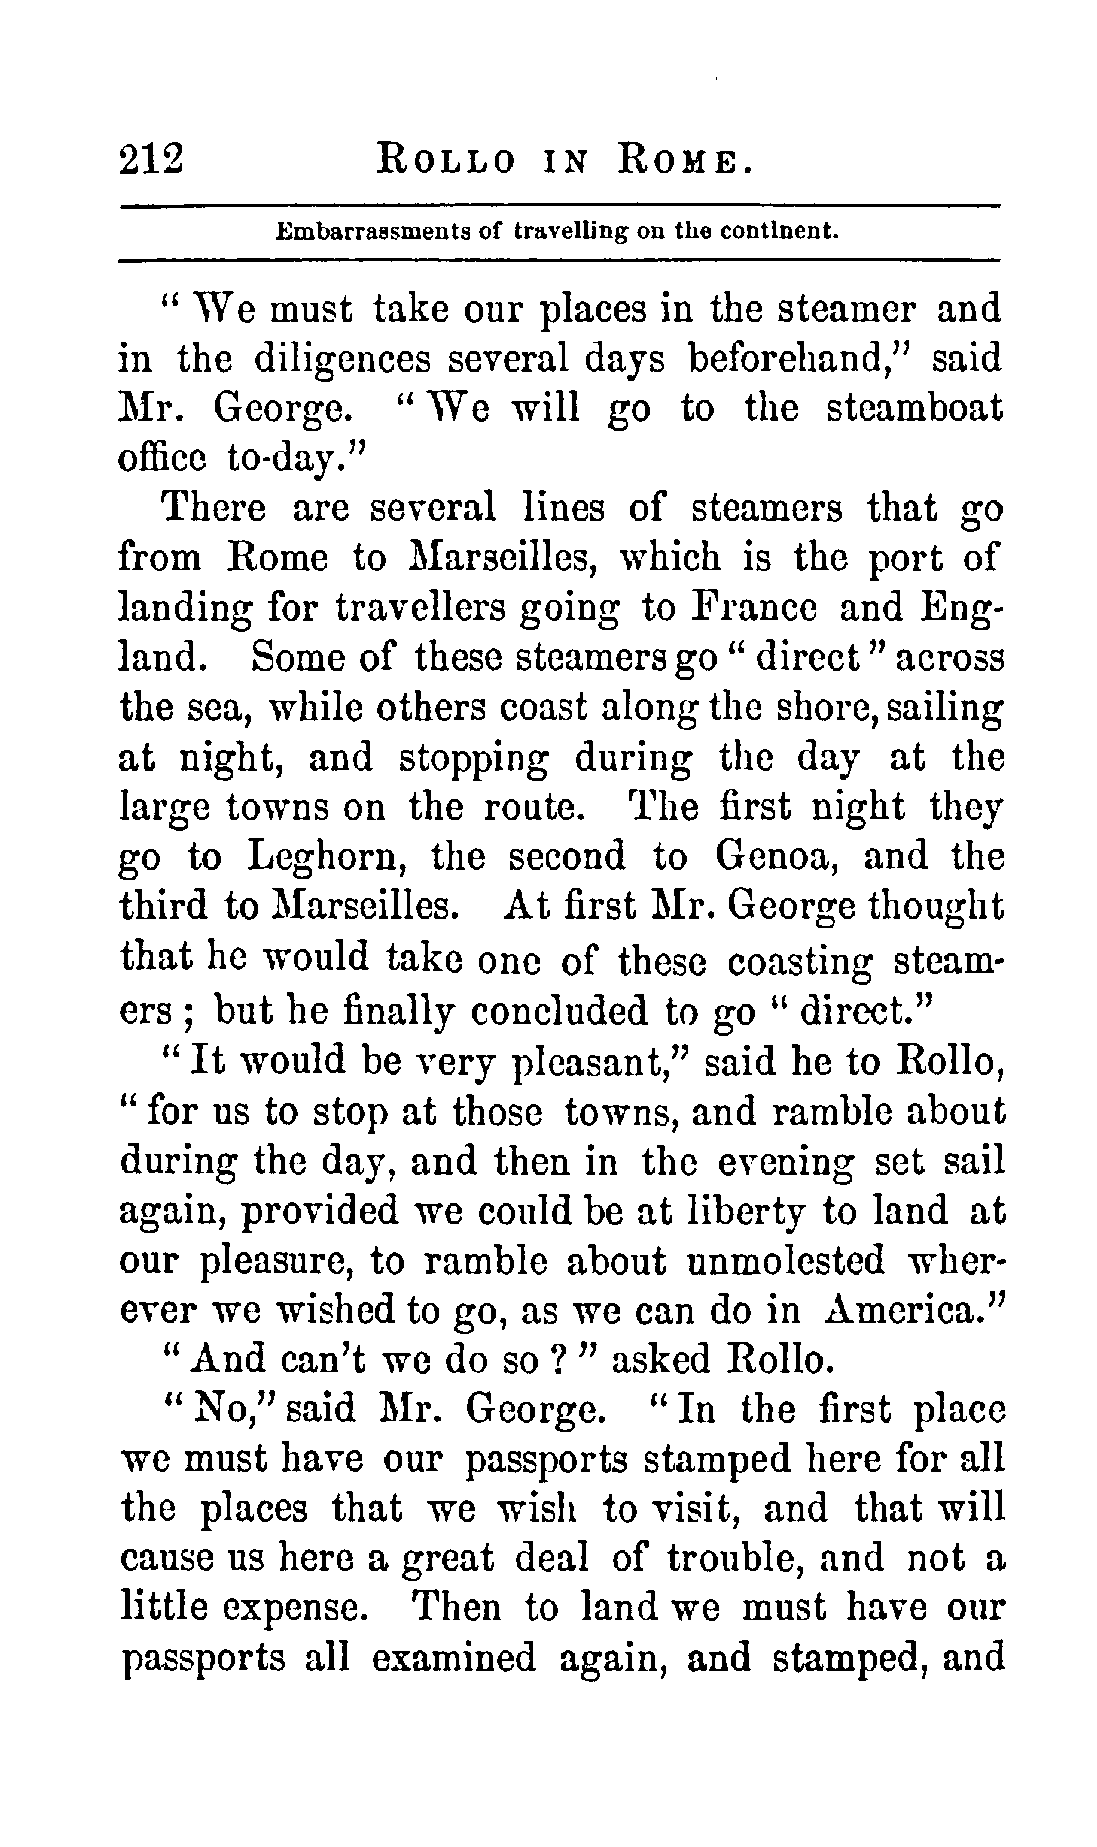 212 ROLLO IN ROME.
Embarrassments of travelling on the continent.
“ We must take our places in the steamer and
in the diligences several days beforehand,” said
Mr. George. “ We will go to the steamboat
office to-day.”
There are several lines of steamers that go
from Rome to Marseilles, which is the port of
landing for travellers going to France and Eng-
land. Some of these steamers go “ direct ” across
the sea, while others coast along the shore, sailing
at night, and stopping during the day at the
large towns on the route. The first night they
go to Leghorn, the second to Genoa, and the
third to Marseilles. At first Mr. George thought
that he would take one of these coasting steam-
ers ; but he finally concluded to go “ direct.”
“ It would be very pleasant,” said he to Rollo,
“ for us to stop at those towns, and ramble about
during the day, and then in the evening set sail
again, provided we could be at liberty to land at
our pleasure, to ramble about unmolested wher-
ever we wished to go, as we can do in America.”
“ And can’t we do so ? ” asked Rollo.
“ No,” said Mr. George. “ In the first place
we must have our passports stamped here for all
the places that we wish to visit, and that will
cause us here a great deal of trouble, and not a
little expense. Then to land we must have our
passports all examined again, and stamped, and